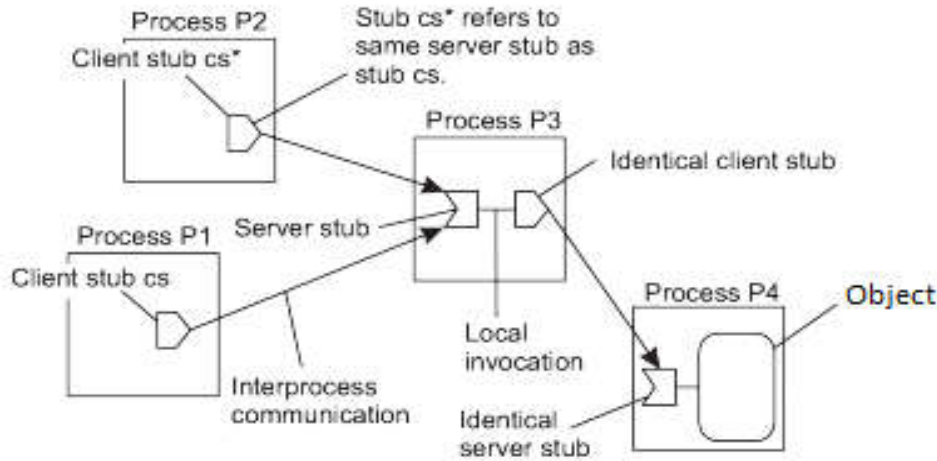 Process P2
Client stub cs*
Stub cs* refers to
same server stub as
stub cs.
Process P3
Identical client stub
Server stub
Process P1
Client stub cs
Interprocess
communication
Local
invocation
Process P4
Object
Identical
server stub